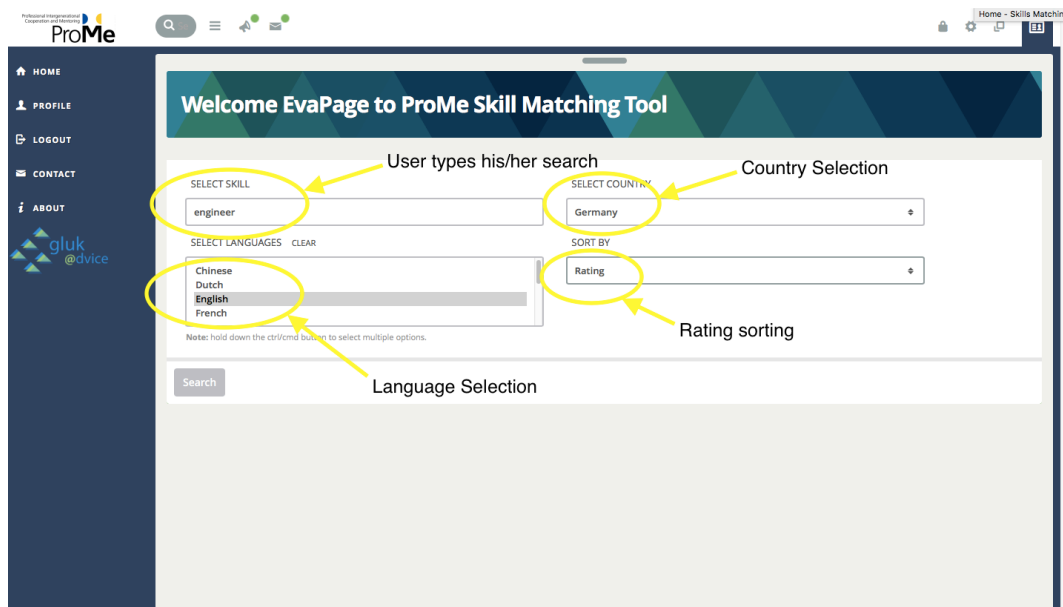 Professional Intergenerational
Cooperation and Mentoring
ProMe
Home - Skills Matchin
HOME
PROFILE
LOGOUT
CONTACT
ABOUT
gluk
@dvice
Welcome EvaPage to ProMe Skill Matching Tool
User types his/her search
Country Selection
SELECT SKILL
SELECT COUNTRY
engineer
Germany
SELECT LANGUAGES CLEAR
SORT BY
Chinese
Dutch
English
French
Rating
Note: hold down the ctrl/cmd button to select multiple options.
Rating sorting
Search
Language Selection